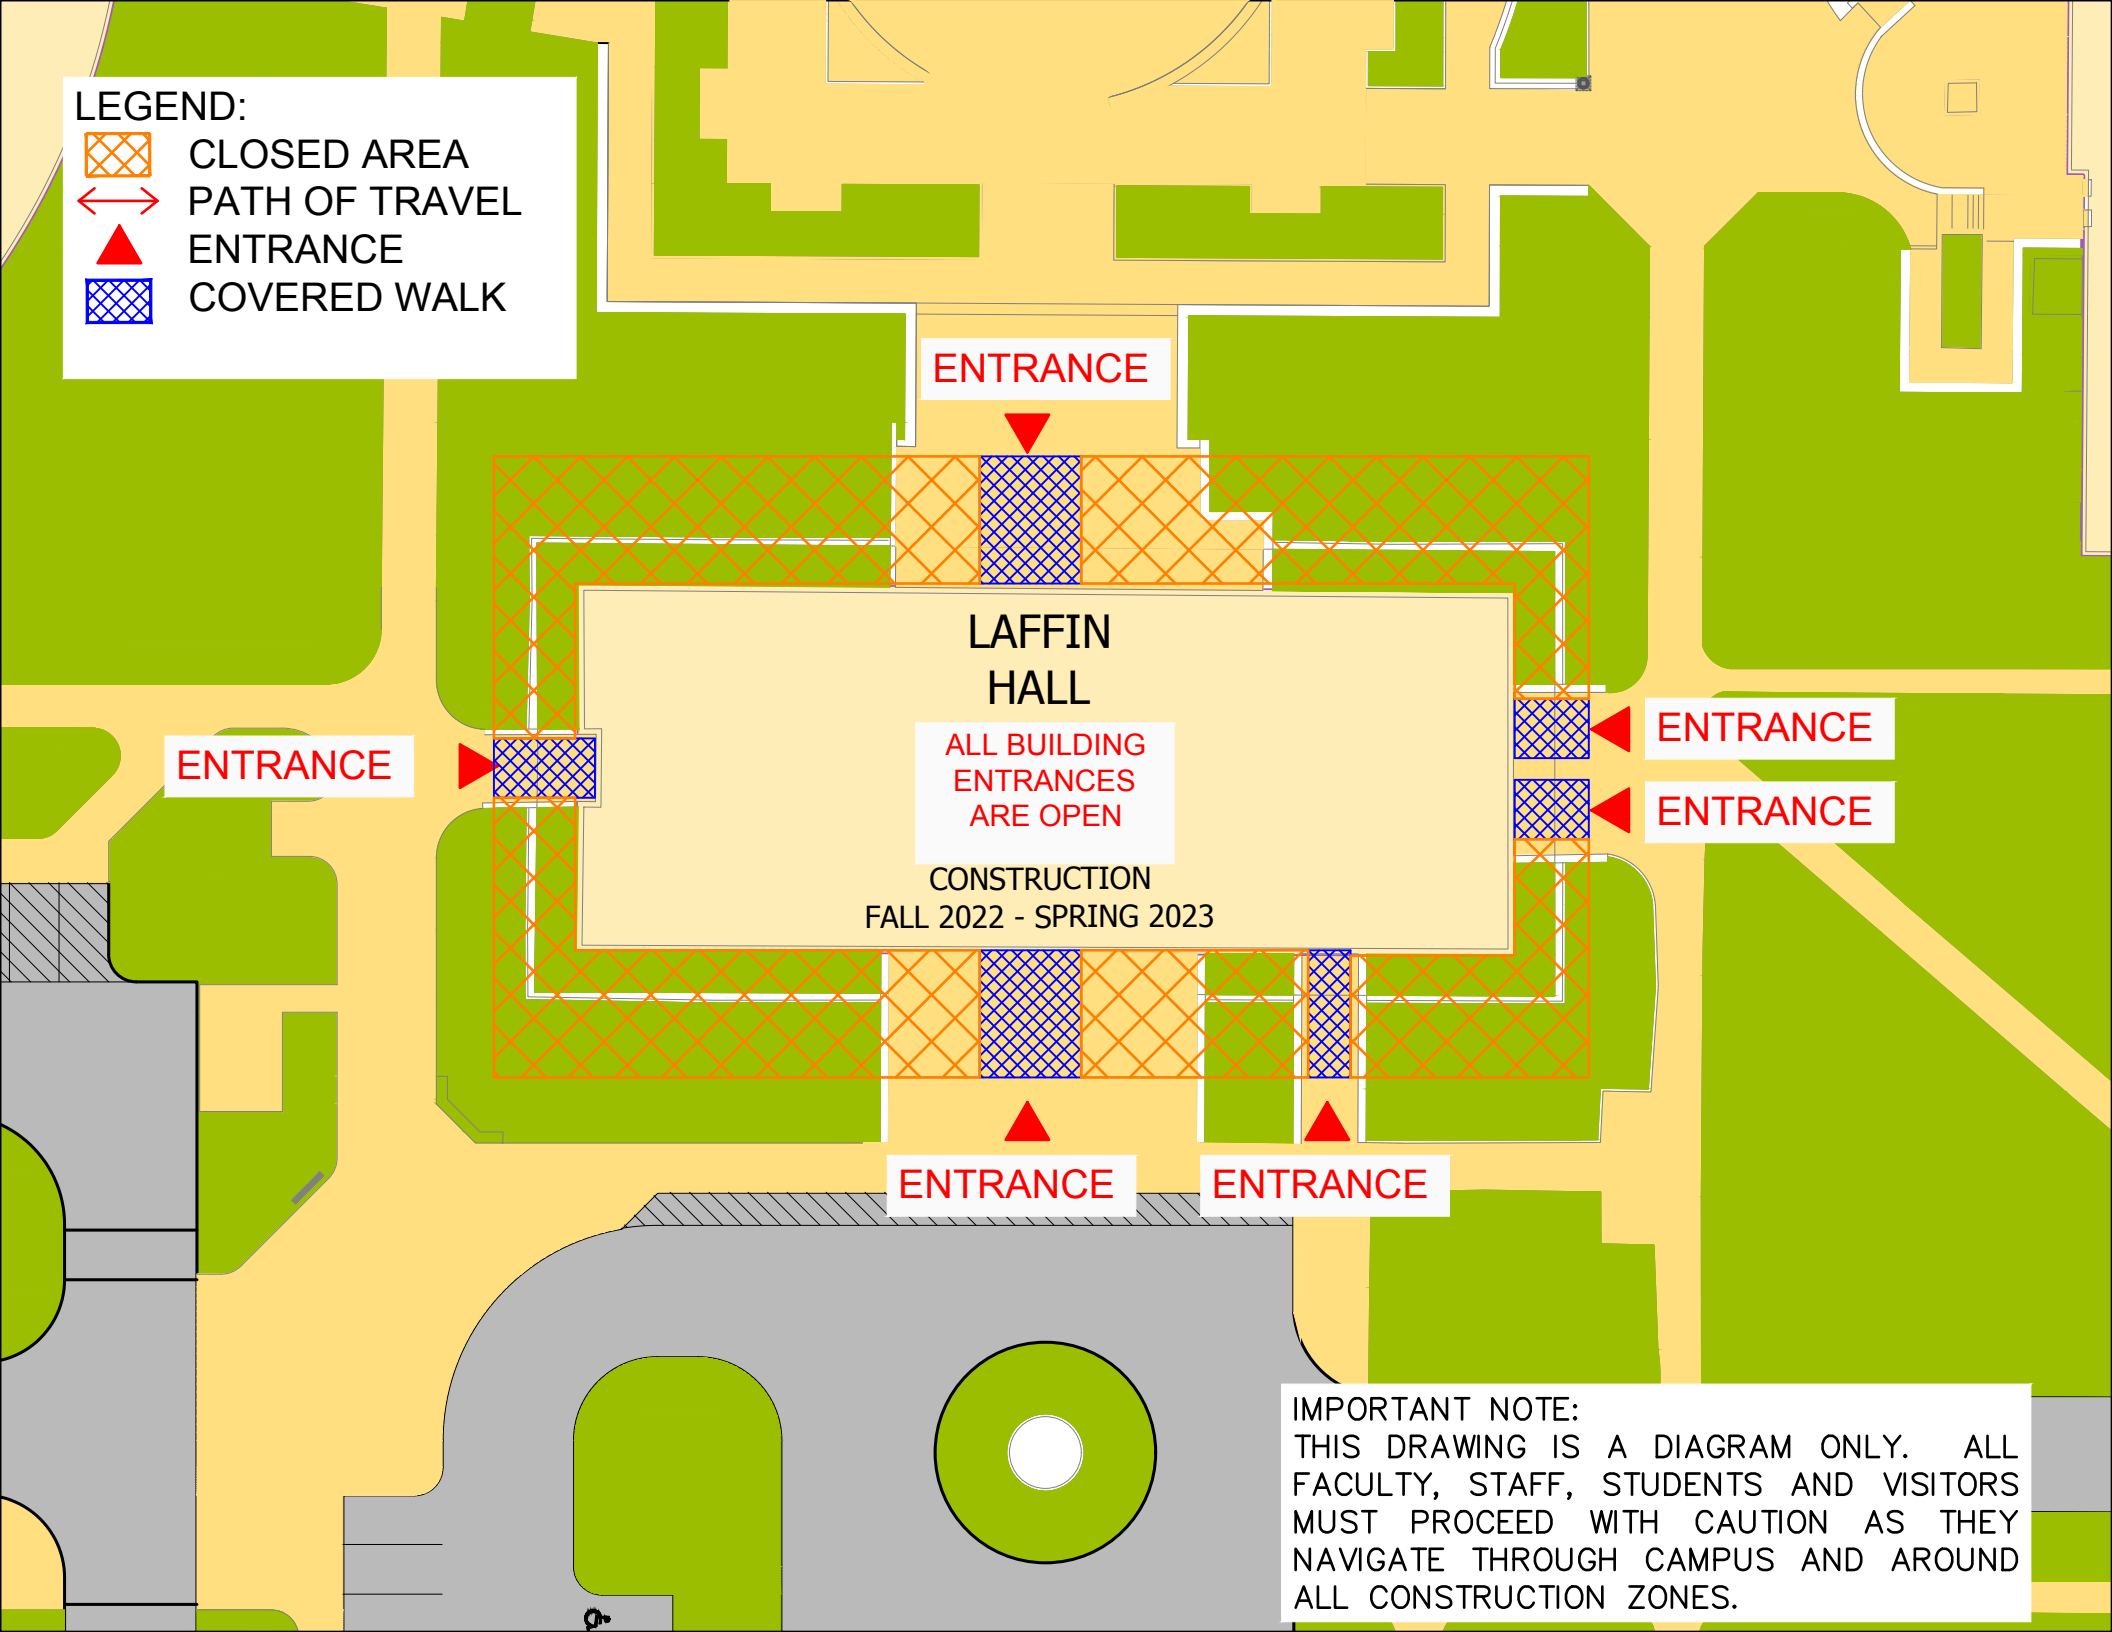 LEGEND:
CLOSED AREA
PATH OF TRAVEL
ENTRANCE
COVERED WALK
ENTRANCE
LAFFIN
HALL
ALL BUILDING
ENTRANCES
ARE OPEN
CONSTRUCTION
FALL 2022 - SPRING 2023
ENTRANCE
ENTRANCE
ENTRANCE
ENTRANCE
ENTRANCE
IMPORTANT NOTE:
THIS DRAWING IS A DIAGRAM ONLY. ALL
FACULTY, STAFF, STUDENTS AND VISITORS
MUST PROCEED WITH CAUTION AS THEY
NAVIGATE THROUGH CAMPUS AND AROUND
ALL CONSTRUCTION ZONES.